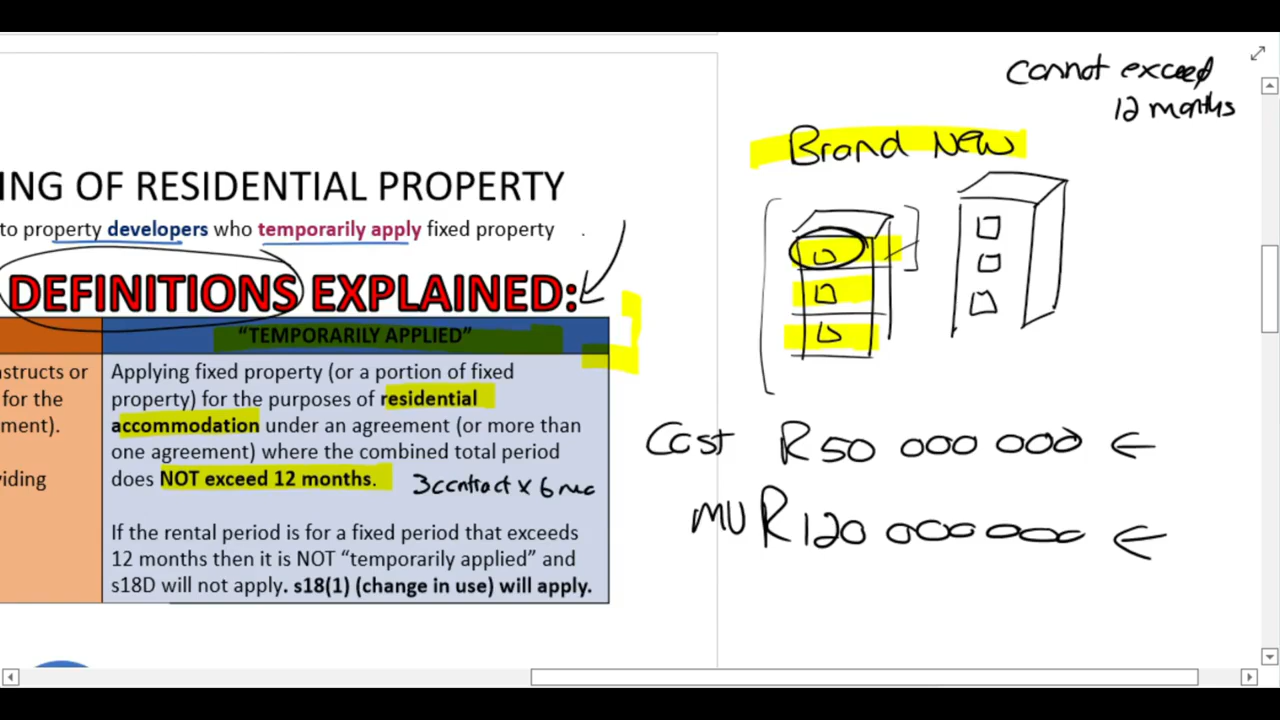 ING OF RESIDENTIAL PROPERTY
to property developers who temporarily apply fixed property .
DEFINITIONS EXPLAINED:
"TEMPORARILY APPLIED"
nstructs or
for the
ment).
viding
Applying fixed property (or a portion of fixed
property) for the purposes of residential
accommodation under an agreement (or more than
one agreement) where the combined total period
does NOT exceed 12 months.
3 contract x 6
If the rental period is for a fixed period that exceeds
12 months then it is NOT "temporarily applied" and
s18D will not apply. s18(1) (change in use) will apply.
cannot exceed
12 months
Brand New
Cost R50 000 000
MV R120 000 000